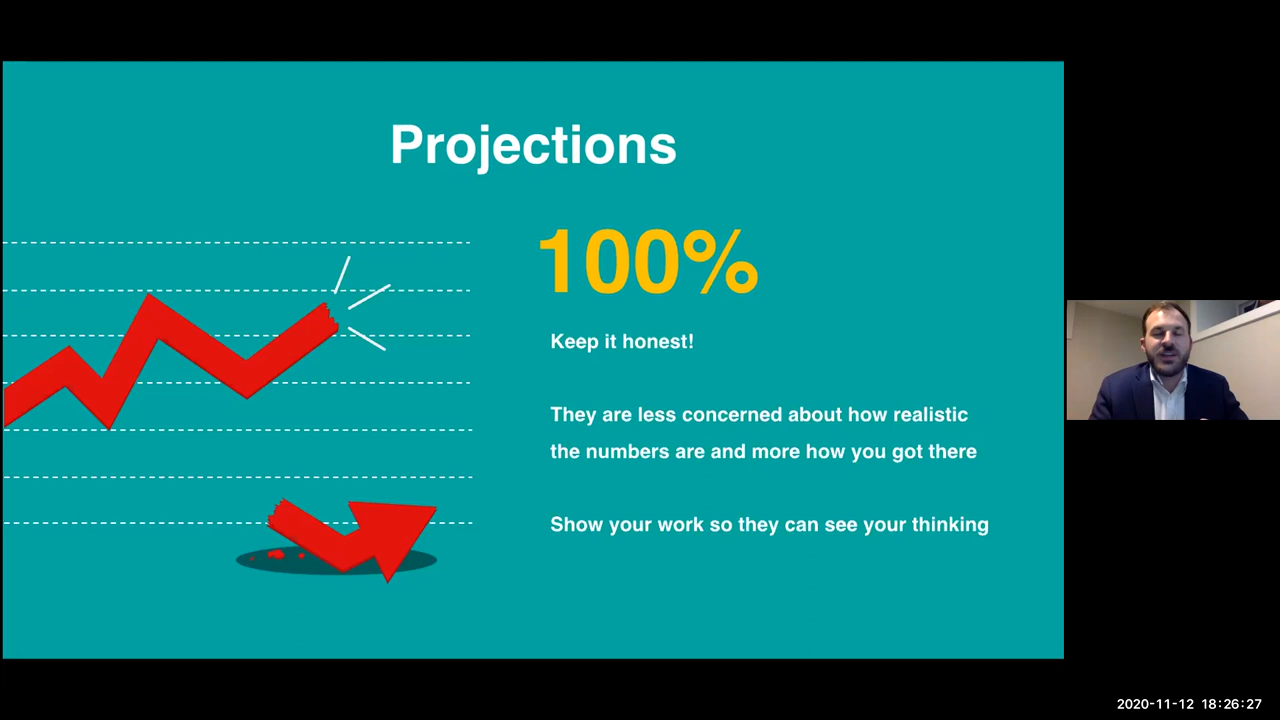 Projections
100%
Keep it honest!
They are less concerned about how realistic
the numbers are and more how you got there
Show your work so they can see your thinking
2020-11-12 18:26:27